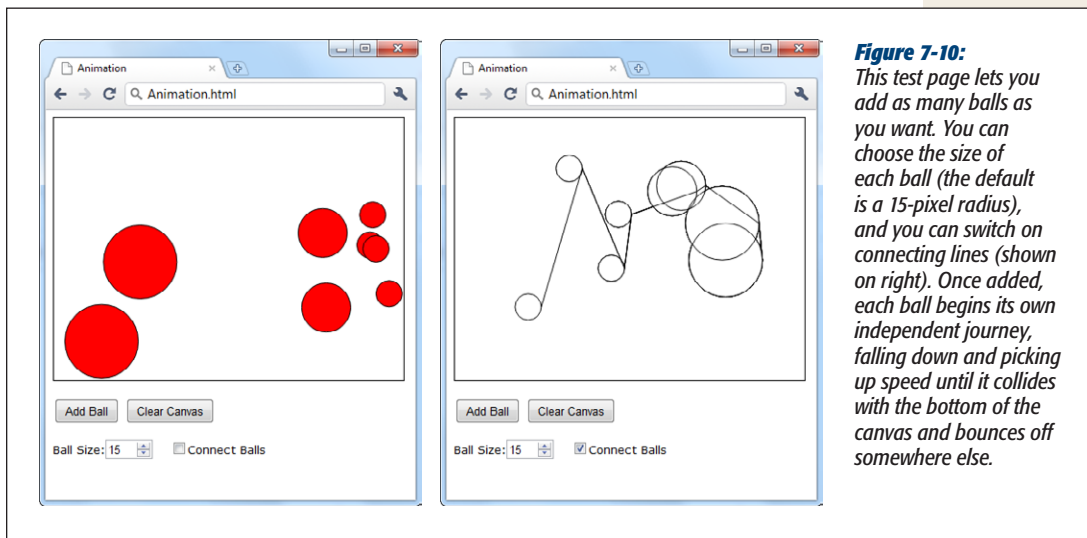 Animation
Animation.html
Add Ball
Clear Canvas
Ball Size: 15
Connect Balls
Animation
Animation.html
Add Ball
Clear Canvas
Ball Size: 15
Connect Balls
Figure 7-10:
This test page lets you
add as many balls as
you want. You can
choose the size of
each ball (the default
is a 15-pixel radius),
and you can switch on
connecting lines (shown
on right). Once added,
each ball begins its own
independent journey,
falling down and picking
up speed until it collides
with the bottom of the
canvas and bounces off
somewhere else.